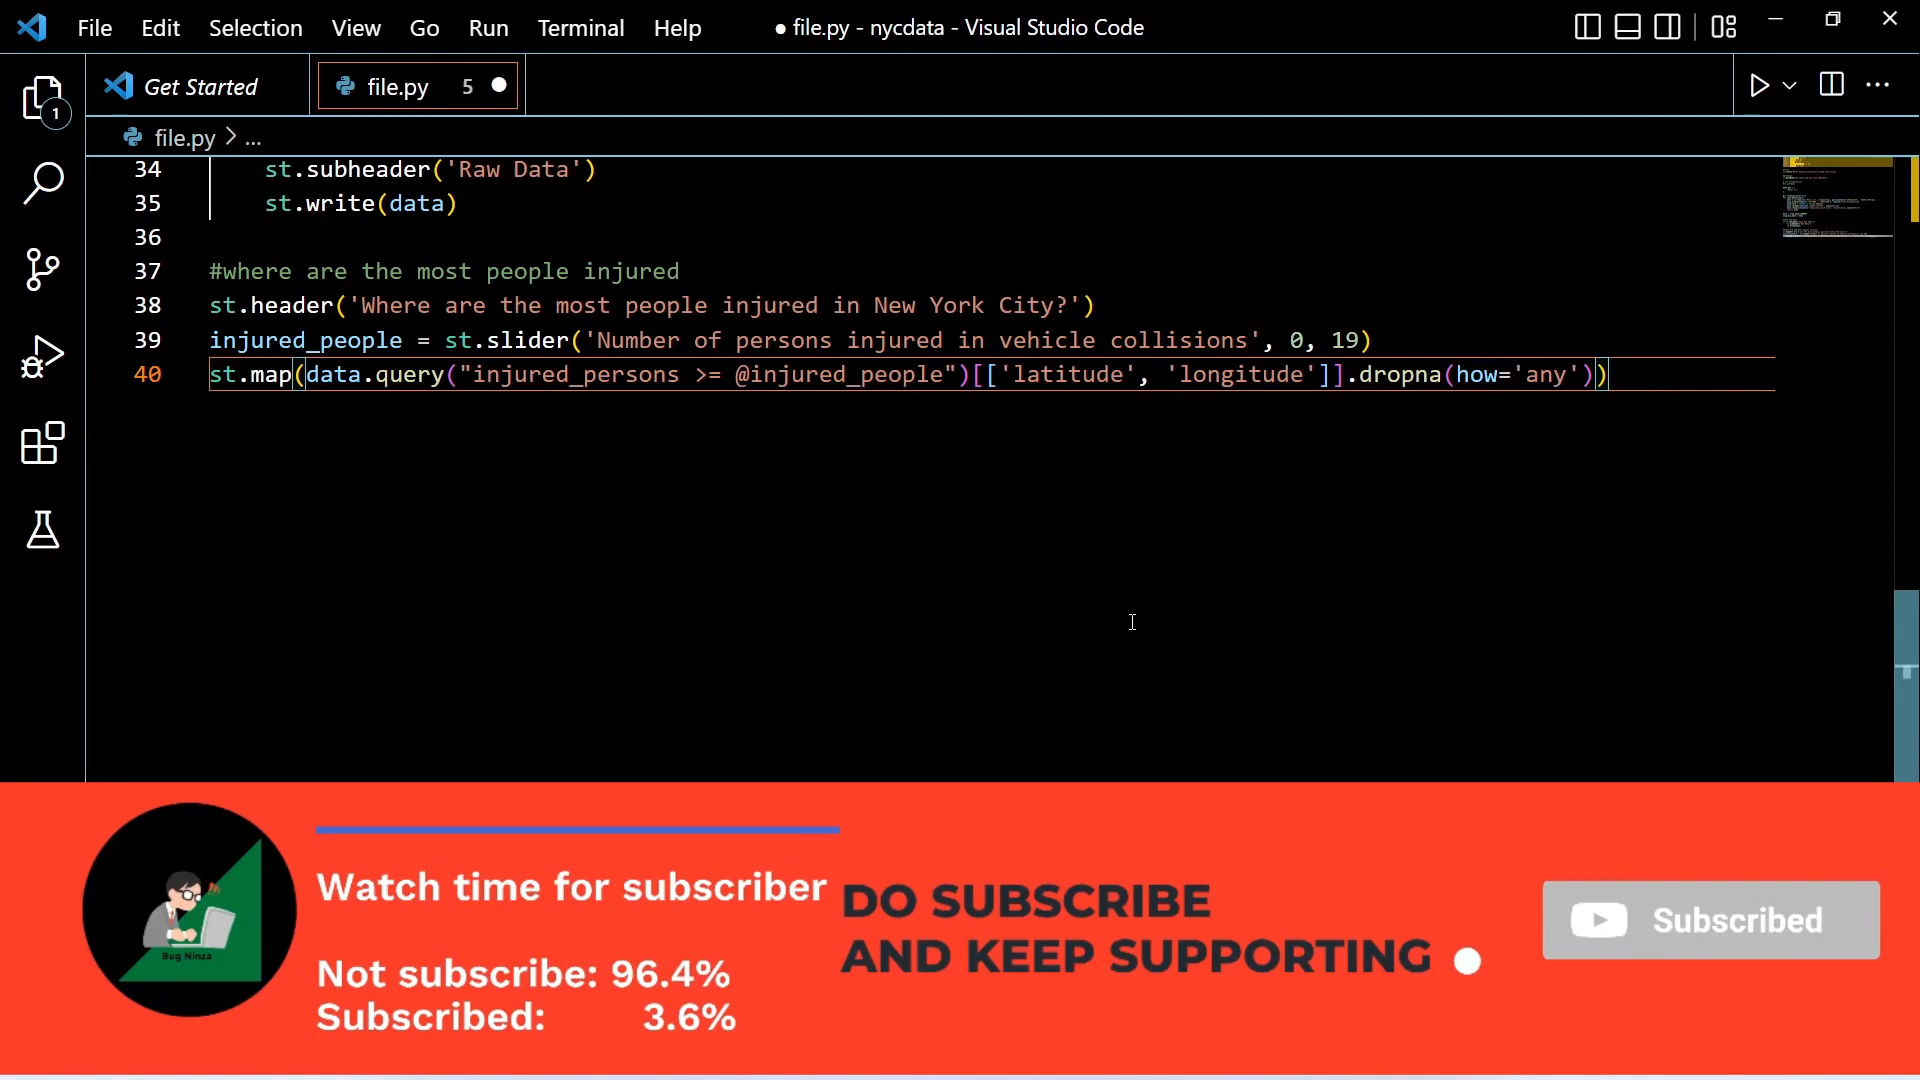 File Edit Selection View Go Run Terminal Help ● file.py - nycdata - Visual Studio Code
Get Started file.py 5
1
file.py > ...
34 st.subheader('Raw Data')
35 st.write(data)
36
37 #where are the most people injured
38 st.header('Where are the most people injured in New York City?')
39 injured_people = st.slider('Number of persons injured in vehicle collisions', 0, 19)
40 st.map(data.query("injured_persons >= @injured_people")[['latitude', 'longitude']].dropna(how='any'))
Watch time for subscriber
Not subscribe: 96.4%
Subscribed: 3.6%
Bug Ninza
DO SUBSCRIBE
AND KEEP SUPPORTING
Subscribed